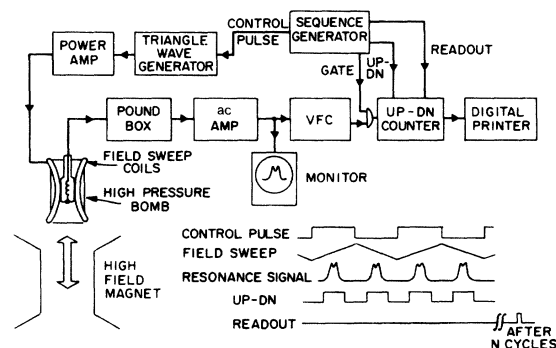 CONTROL
PULSE
SEQUENCE
GENERATOR
POWER
AMP
TRIANGLE
WAVE
GENERATOR
READOUT
GATE
UP-
DN
POUND
BOX
ac
AMP
VFC
UP-DN
COUNTER
DIGITAL
PRINTER
FIELD SWEEP
COILS
HIGH PRESSURE
BOMB
MONITOR
HIGH
FIELD
MAGNET
CONTROL PULSE
FIELD SWEEP
RESONANCE SIGNAL
UP-DN
READOUT
AFTER
N CYCLES